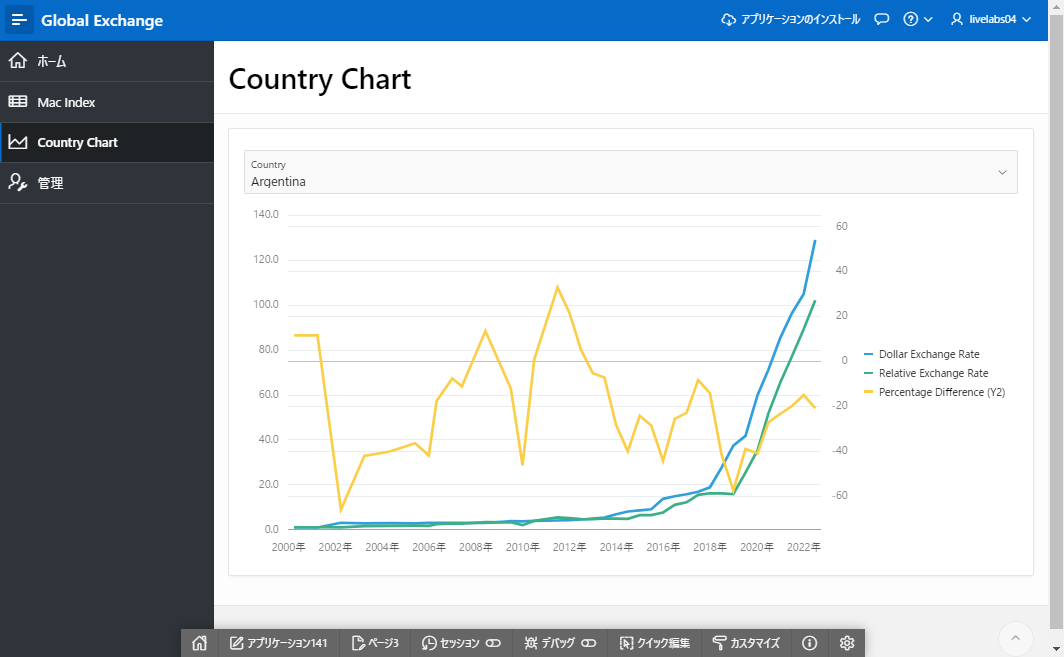 Global Exchange
アプリケーションのインストール
livelabs04
ホーム
Mac Index
Country Chart
管理
Country Chart
Country
Argentina
140.0
120.0
100.0
80.0
60.0
40.0
20.0
0.0
60
40
20
0
-20
-40
-60
2000年 2002年 2004年 2006年 2008年 2010年 2012年 2014年 2016年 2018年 2020年 2022年
Dollar Exchange Rate
Relative Exchange Rate
Percentage Difference (Y2)
アプリケーション141 ページ3 セッション デバッグ クイック編集 カスタマイズ